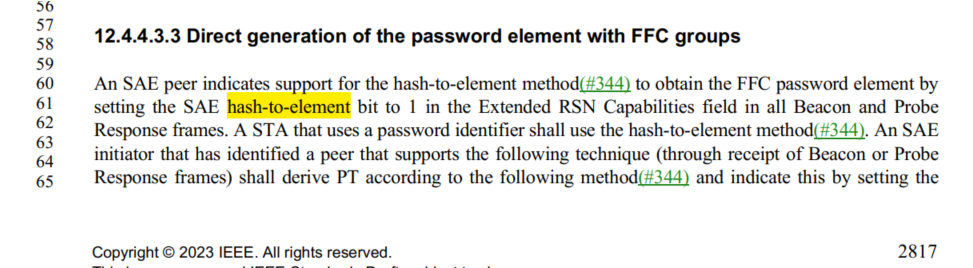 56
57
58 12.4.4.3.3 Direct generation of the password element with FFC groups
59
60 An SAE peer indicates support for the hash-to-element method(#344) to obtain the FFC password element by
61 setting the SAE hash-to-element bit to 1 in the Extended RSN Capabilities field in all Beacon and Probe
62 Response frames. A STA that uses a password identifier shall use the hash-to-element method(#344). An SAE
63
64 initiator that has identified a peer that supports the following technique (through receipt of Beacon or Probe
65 Response frames) shall derive PT according to the following method(#344) and indicate this by setting the
Copyright © 2023 IEEE. All rights reserved. 2817